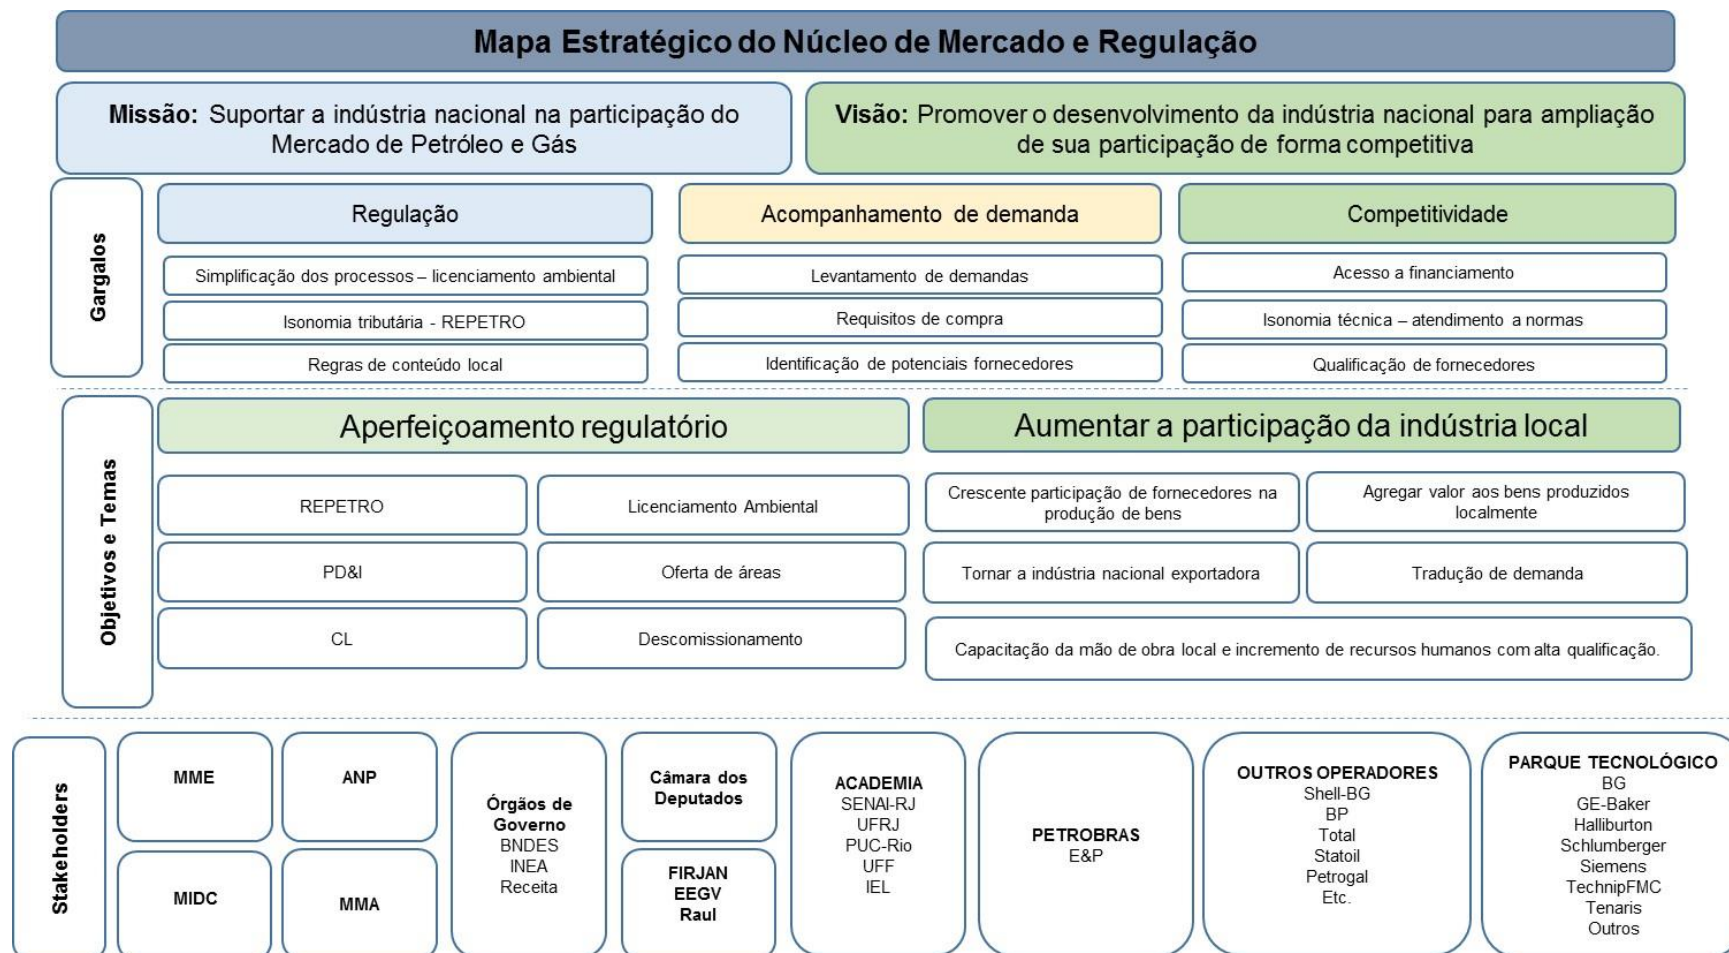 Mapa Estratégico do Núcleo de Mercado e Regulação
Missão: Suportar a indústria nacional na participação do
Mercado de Petróleo e Gás
Visão: Promover o desenvolvimento da indústria nacional para ampliação
de sua participação de forma competitiva
Gargalos
Regulação
Simplificação dos processos – licenciamento ambiental
Isonomia tributária - REPETRO
Regras de conteúdo local
Acompanhamento de demanda
Levantamento de demandas
Requisitos de compra
Identificação de potenciais fornecedores
Competitividade
Acesso a financiamento
Isonomia técnica – atendimento a normas
Qualificação de fornecedores
Objetivos e Temas
Aperfeiçoamento regulatório
REPETRO
Licenciamento Ambiental
PD&I
Oferta de áreas
CL
Descomissionamento
Aumentar a participação da indústria local
Crescente participação de fornecedores na
produção de bens
Agregar valor aos bens produzidos
localmente
Tornar a indústria nacional exportadora
Tradução de demanda
Capacitação da mão de obra local e incremento de recursos humanos com alta qualificação.
Stakeholders
MME
ANP
MIDC
MMA
Órgãos de
Governo
BNDES
INEA
Receita
Câmara dos
Deputados
FIRJAN
EEGV
Raul
ACADEMIA
SENAI-RJ
UFRJ
PUC-Rio
UFF
IEL
PETROBRAS
E&P
OUTROS OPERADORES
Shell-BG
BP
Total
Statoil
Petrogal
Etc.
PARQUE TECNOLÓGICO
BG
GE-Baker
Halliburton
Schlumberger
Siemens
TechnipFMC
Tenaris
Outros